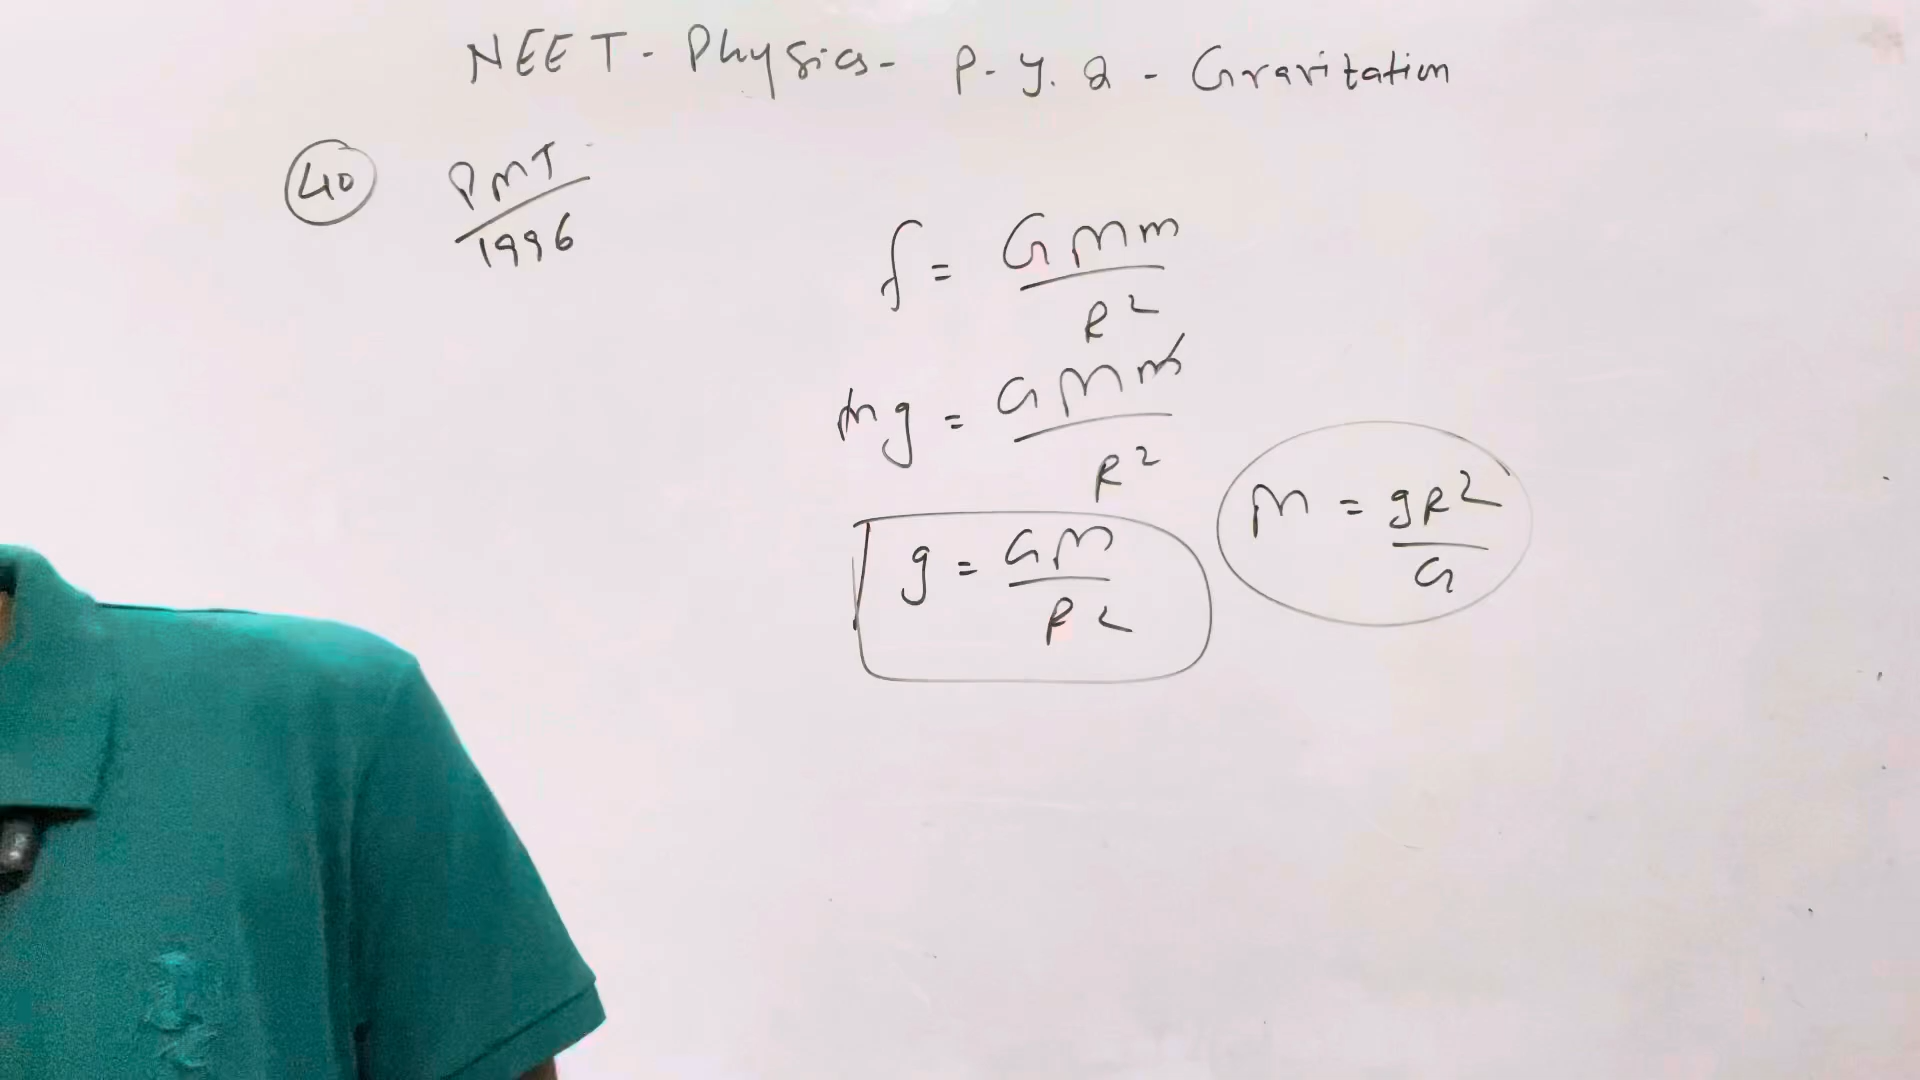 NEET - Physics - P.Y.Q - Gravitation
40 PMT/1996
f = GMm/R²
mg = GMm/R²
g = GM/R²
M = gR²/G